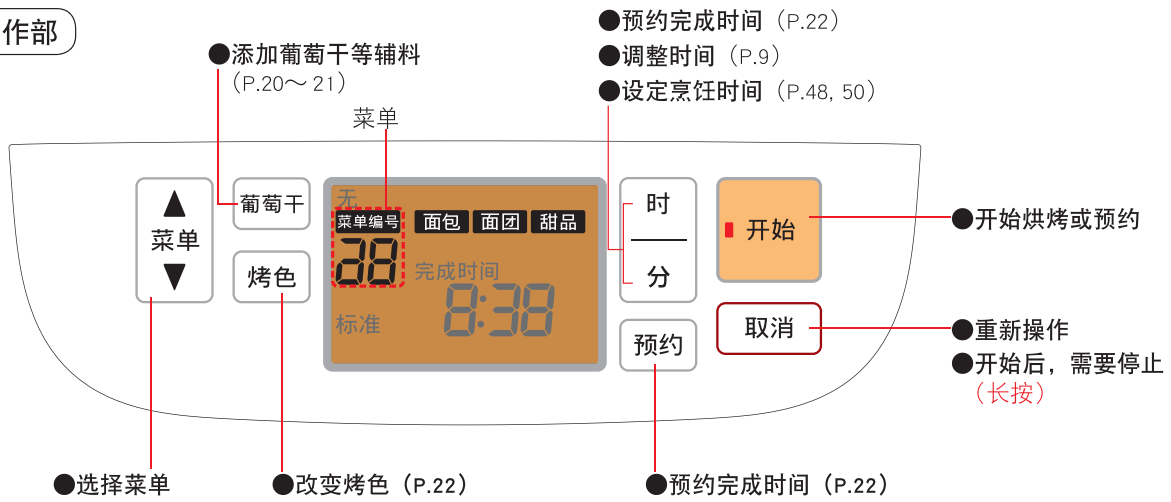 作部
●预约完成时间（P.22）
●调整时间（P.9）
●设定烹饪时间（P.48, 50）
●添加葡萄干等辅料
（P.20～21）
菜单
▲
菜单
▼
葡萄干
烤色
无
菜单编号
面包 面团 甜品
38
完成时间
8:38
标准
时
分
预约
开始
取消
●开始烘烤或预约
●重新操作
●开始后，需要停止
（长按）
●选择菜单
●改变烤色（P.22）
●预约完成时间（P.22）